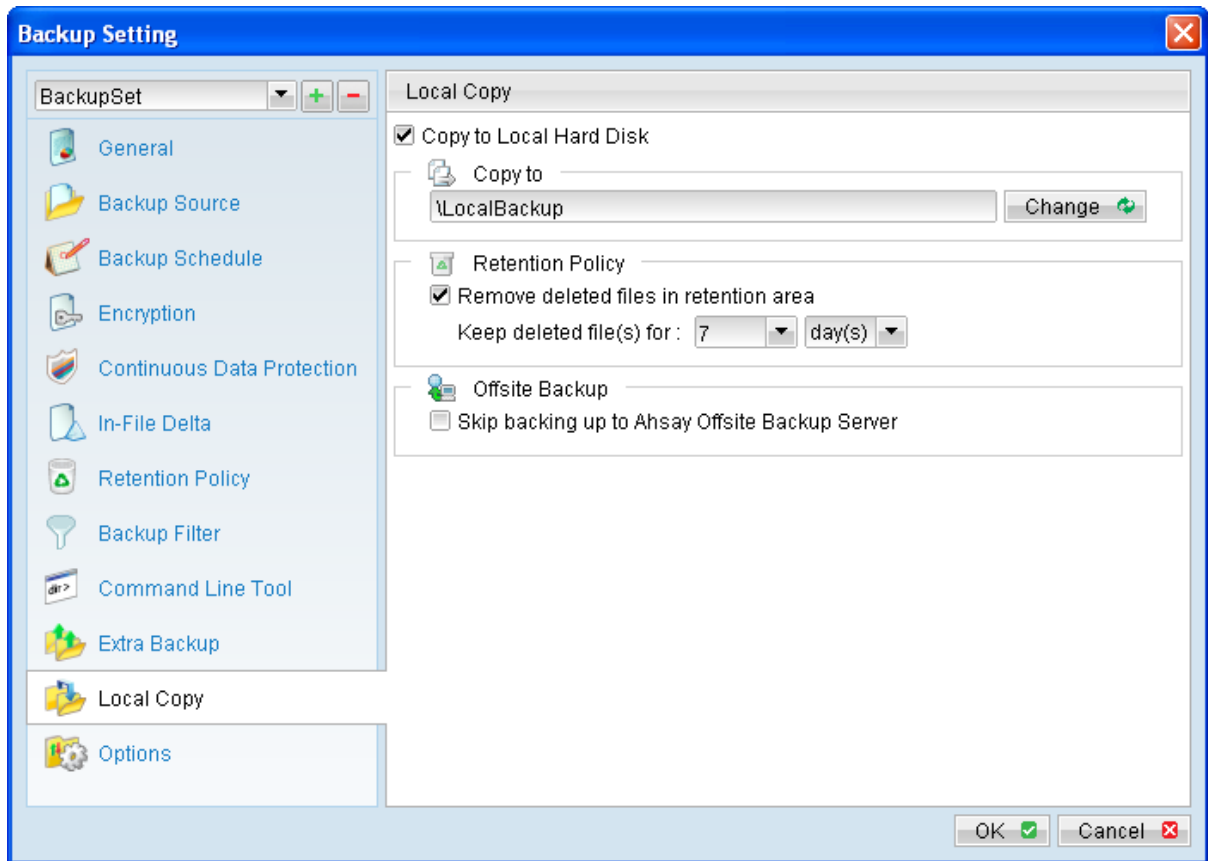 Backup Setting
BackupSet
General
Backup Source
Backup Schedule
Encryption
Continuous Data Protection
In-File Delta
Retention Policy
Backup Filter
dir>
Command Line Tool
Extra Backup
Local Copy
Options
Local Copy
Copy to Local Hard Disk
Copy to
\LocalBackup
Change
Retention Policy
Remove deleted files in retention area
Keep deleted file(s) for : 7 day(s)
Offsite Backup
Skip backing up to Ahsay Offsite Backup Server
OK Cancel